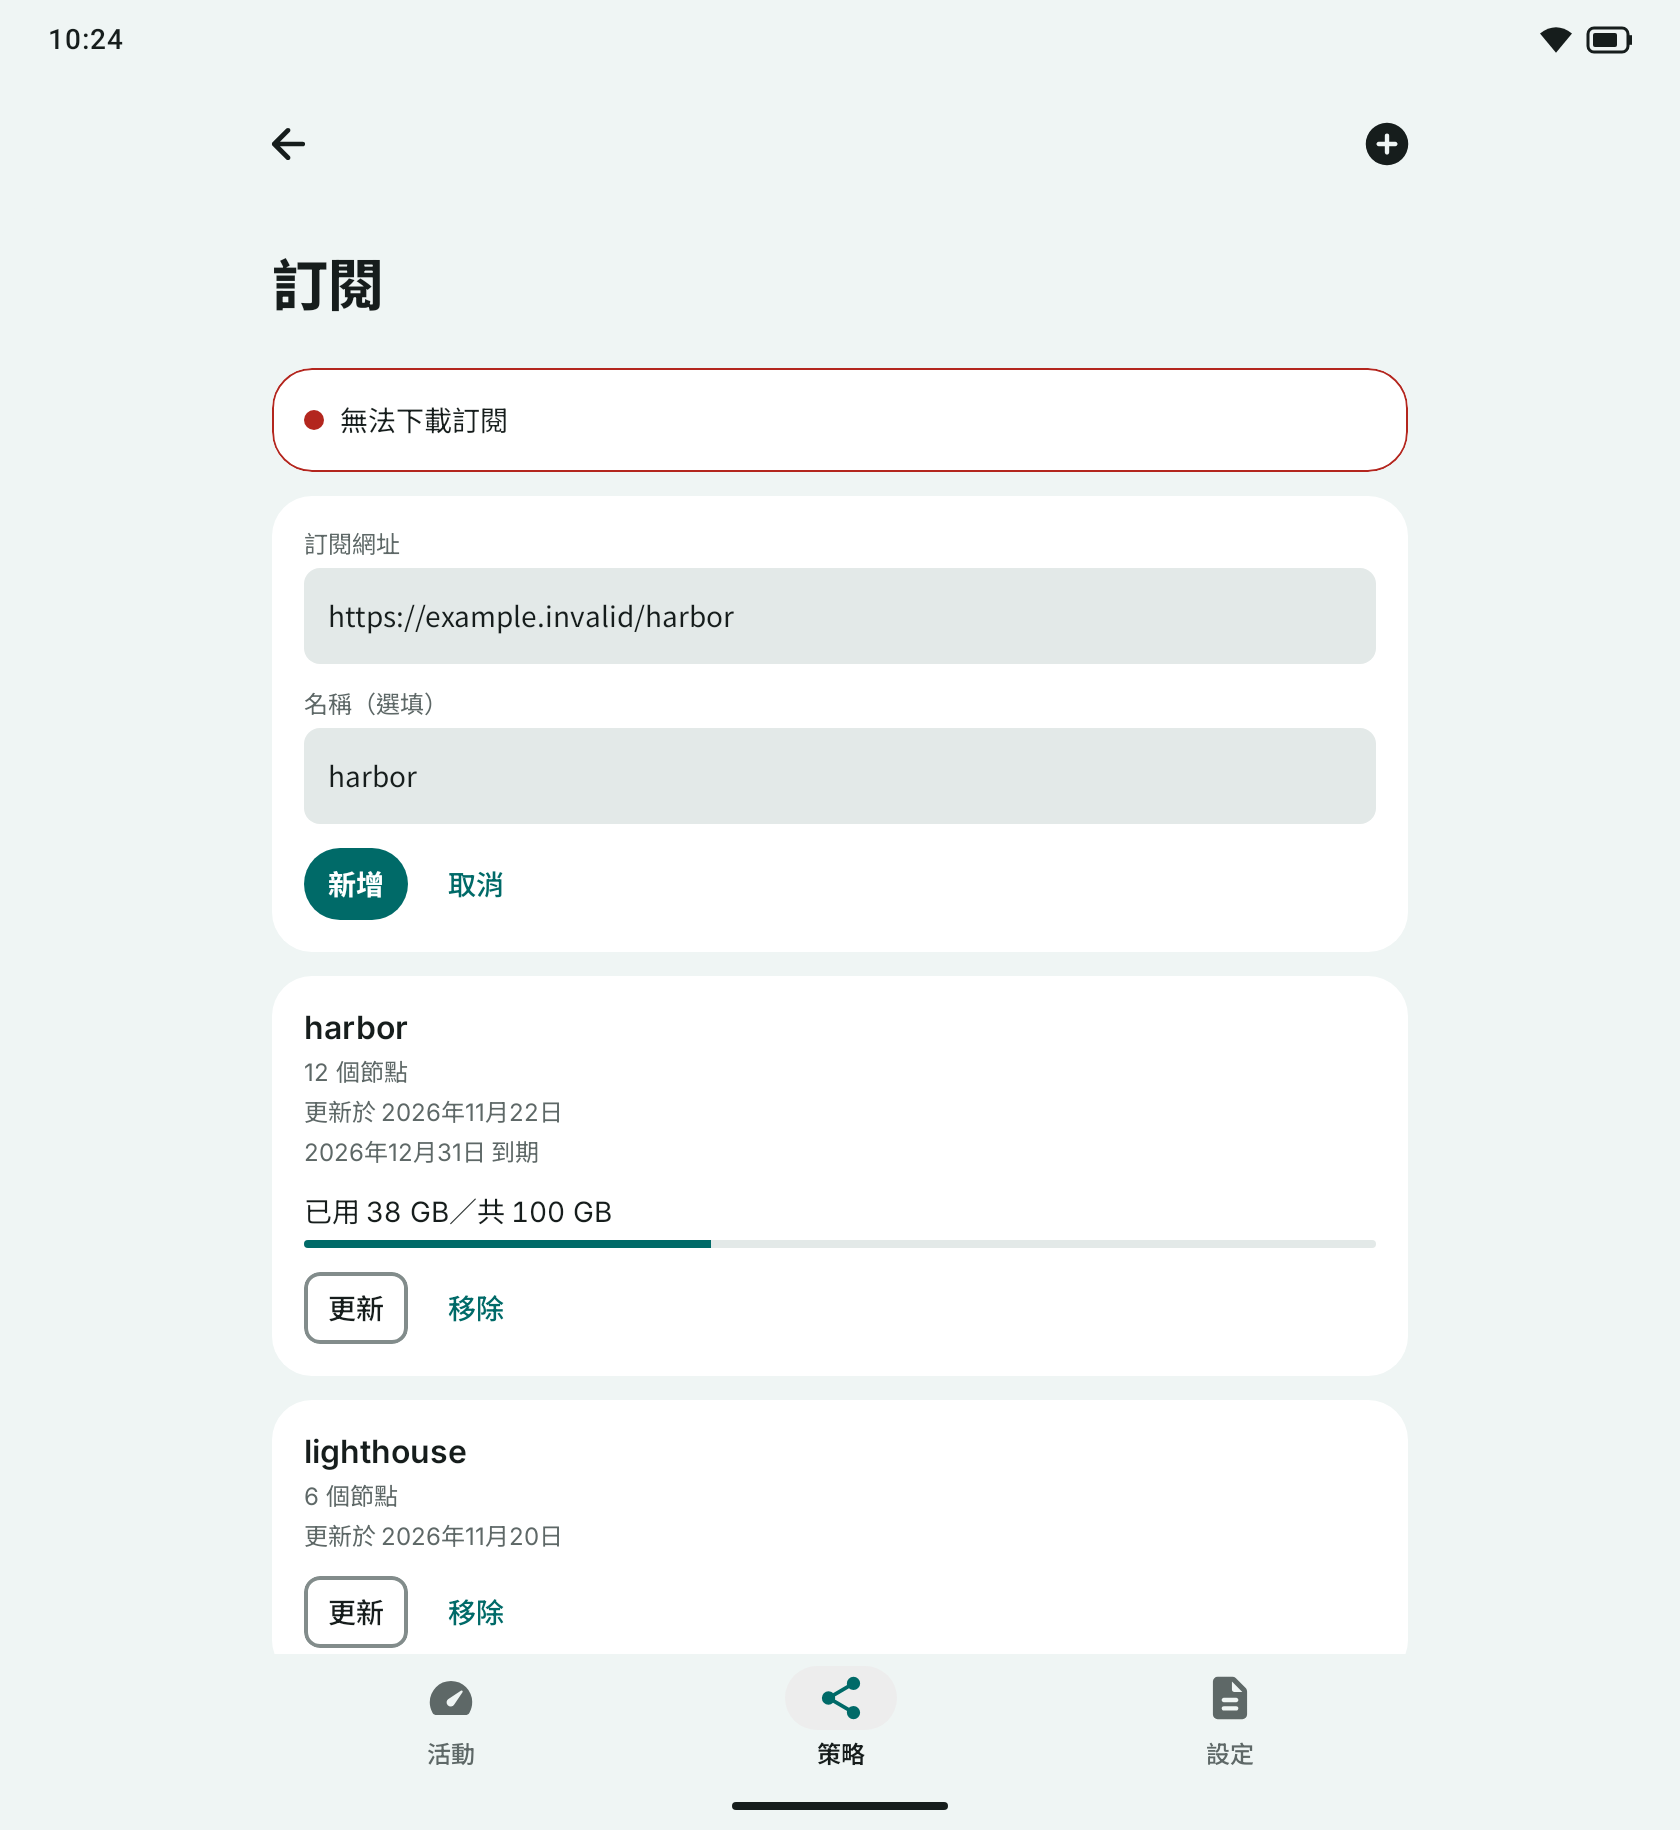 10:24
訂閱
無法下載訂閱
訂閱網址
https://example.invalid/harbor
名稱（選填）
harbor
新增
取消
harbor
12 個節點
更新於 2026年11月22日
2026年12月31日 到期
已用 38 GB／共 100 GB
更新
移除
lighthouse
6 個節點
更新於 2026年11月20日
更新
移除
活動
策略
設定